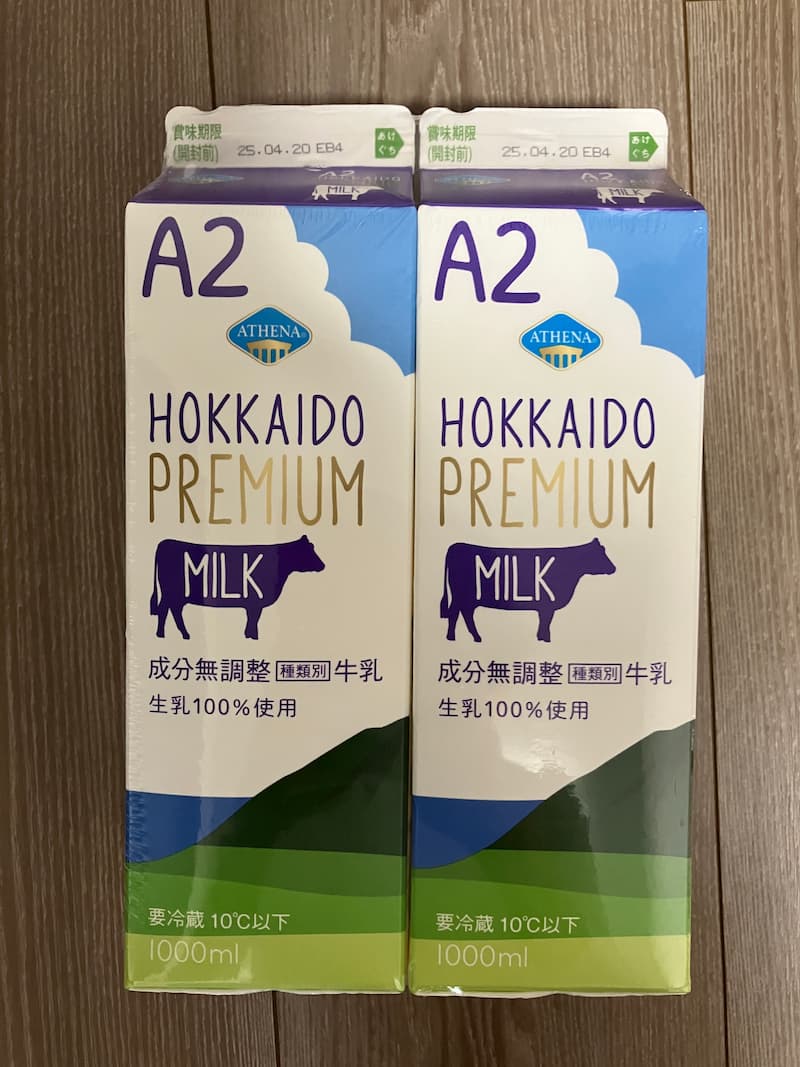 賞味期限
(開封前)
25.04.20 EB4
あけ
ぐち
A2
MILK
A2
ATHENA
HOKKAIDO
PREMIUM
MILK
成分無調整 種類別 牛乳
生乳100%使用
要冷蔵 10℃以下
1000ml
賞味期限
(開封前)
25.04.20 EB4
あけ
ぐち
A2
MILK
A2
ATHENA
HOKKAIDO
PREMIUM
MILK
成分無調整 種類別 牛乳
生乳100%使用
要冷蔵 10℃以下
1000ml